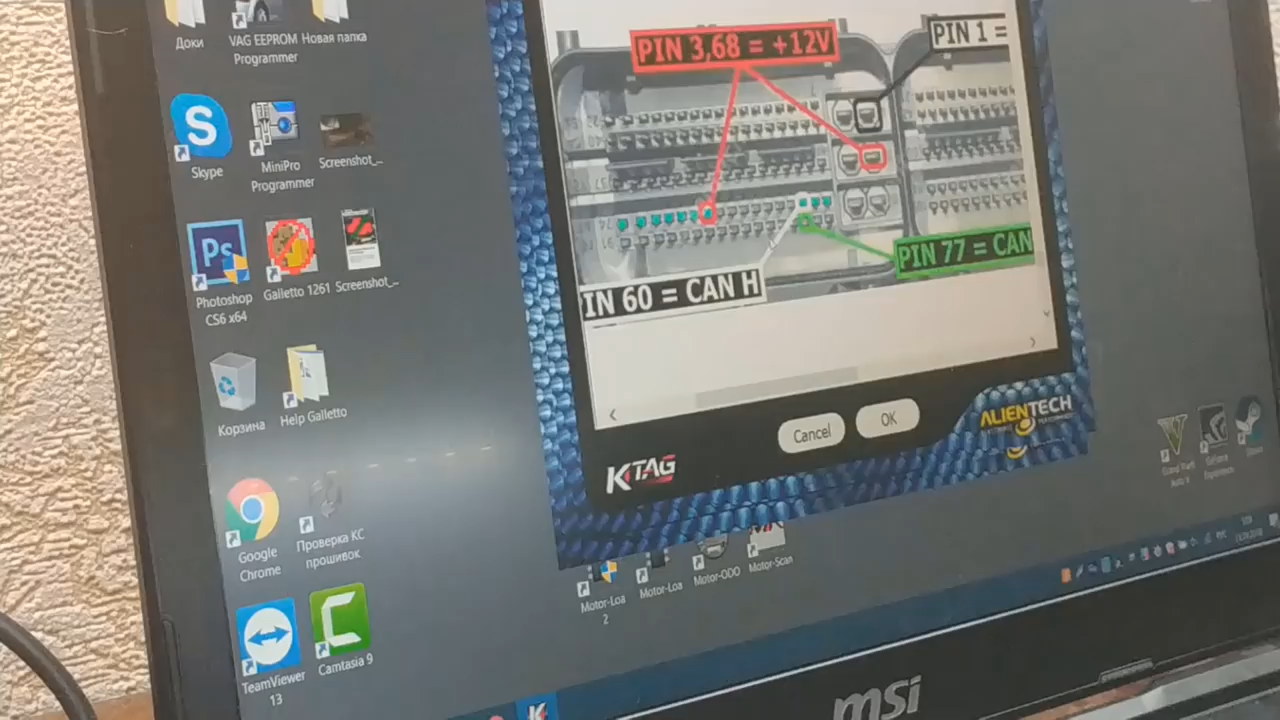 Доки
VAG EEPROM
Programmer
Новая папка
PIN 3,68 = +12V
PIN 1 =
S
Skype
MiniPro
Programmer
Screenshot_-
Ps
Photoshop
CS6 x64
Galletto 1261
Screenshot_-
PIN 77 = CAN
IN 60 = CAN H
Корзина
Help Galletto
Cancel
OK
ALIENTECH
KTAG
Google
Chrome
Проверка КС
прошивок
Motor-Loa
2
Motor-Loa
Motor-ODO
Motor-Scan
TeamViewer
13
Camtasia 9
msi